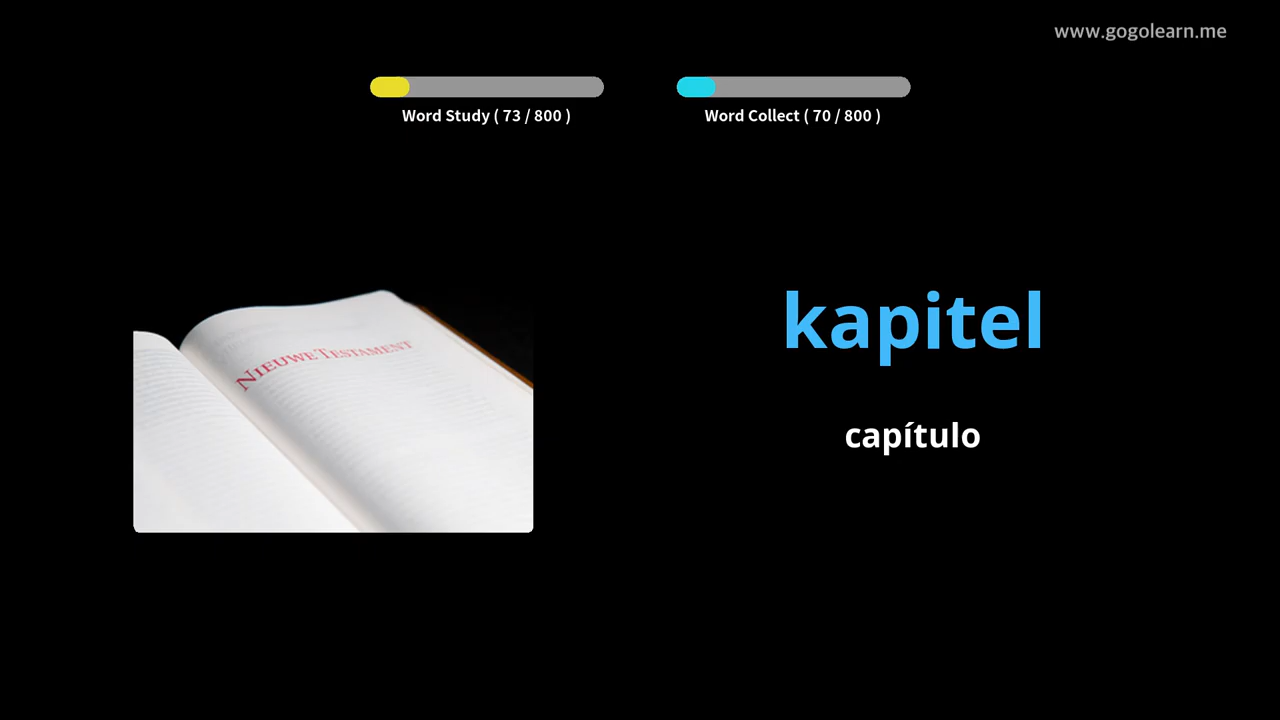 www.gogolearn.me
Word Study ( 73 / 800 )
Word Collect ( 70 / 800 )
NIEUWE TESTAMENT
kapitel
capítulo